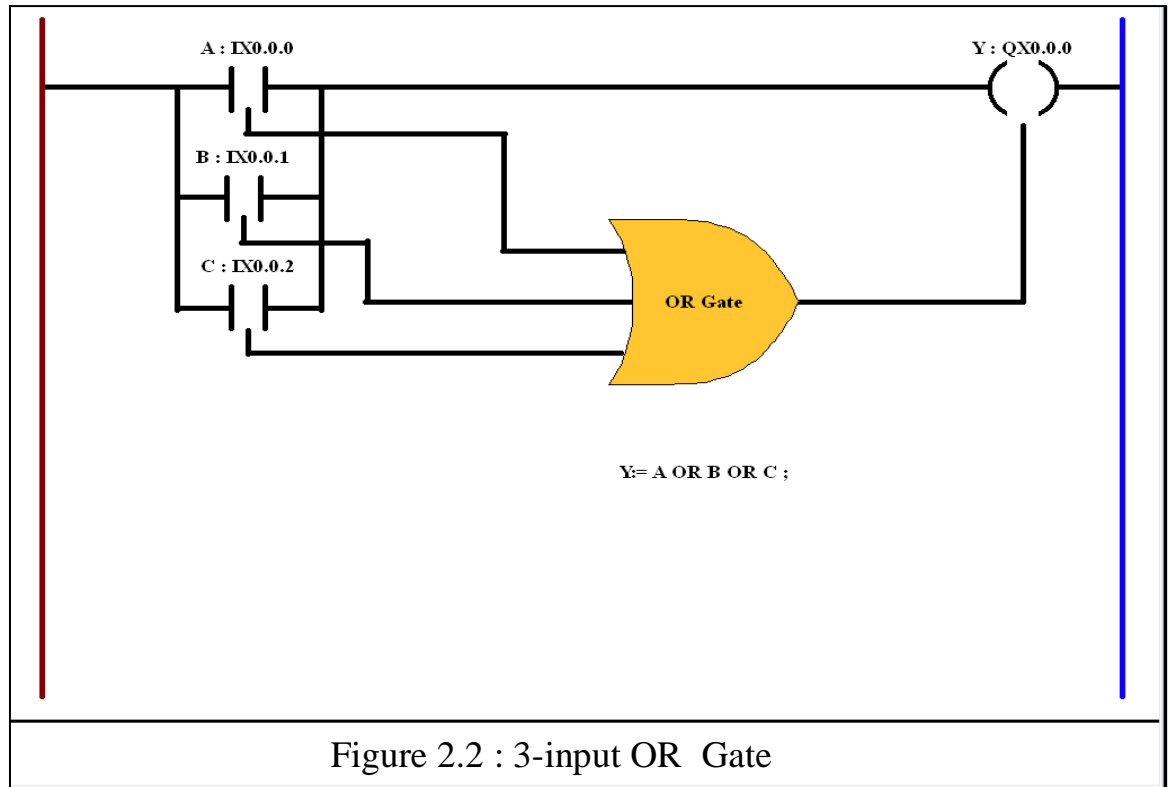 A : IX0.0.0
Y : QX0.0.0
B : IX0.0.1
C : IX0.0.2
OR Gate
Y:= A OR B OR C ;
Figure 2.2 : 3-input OR Gate